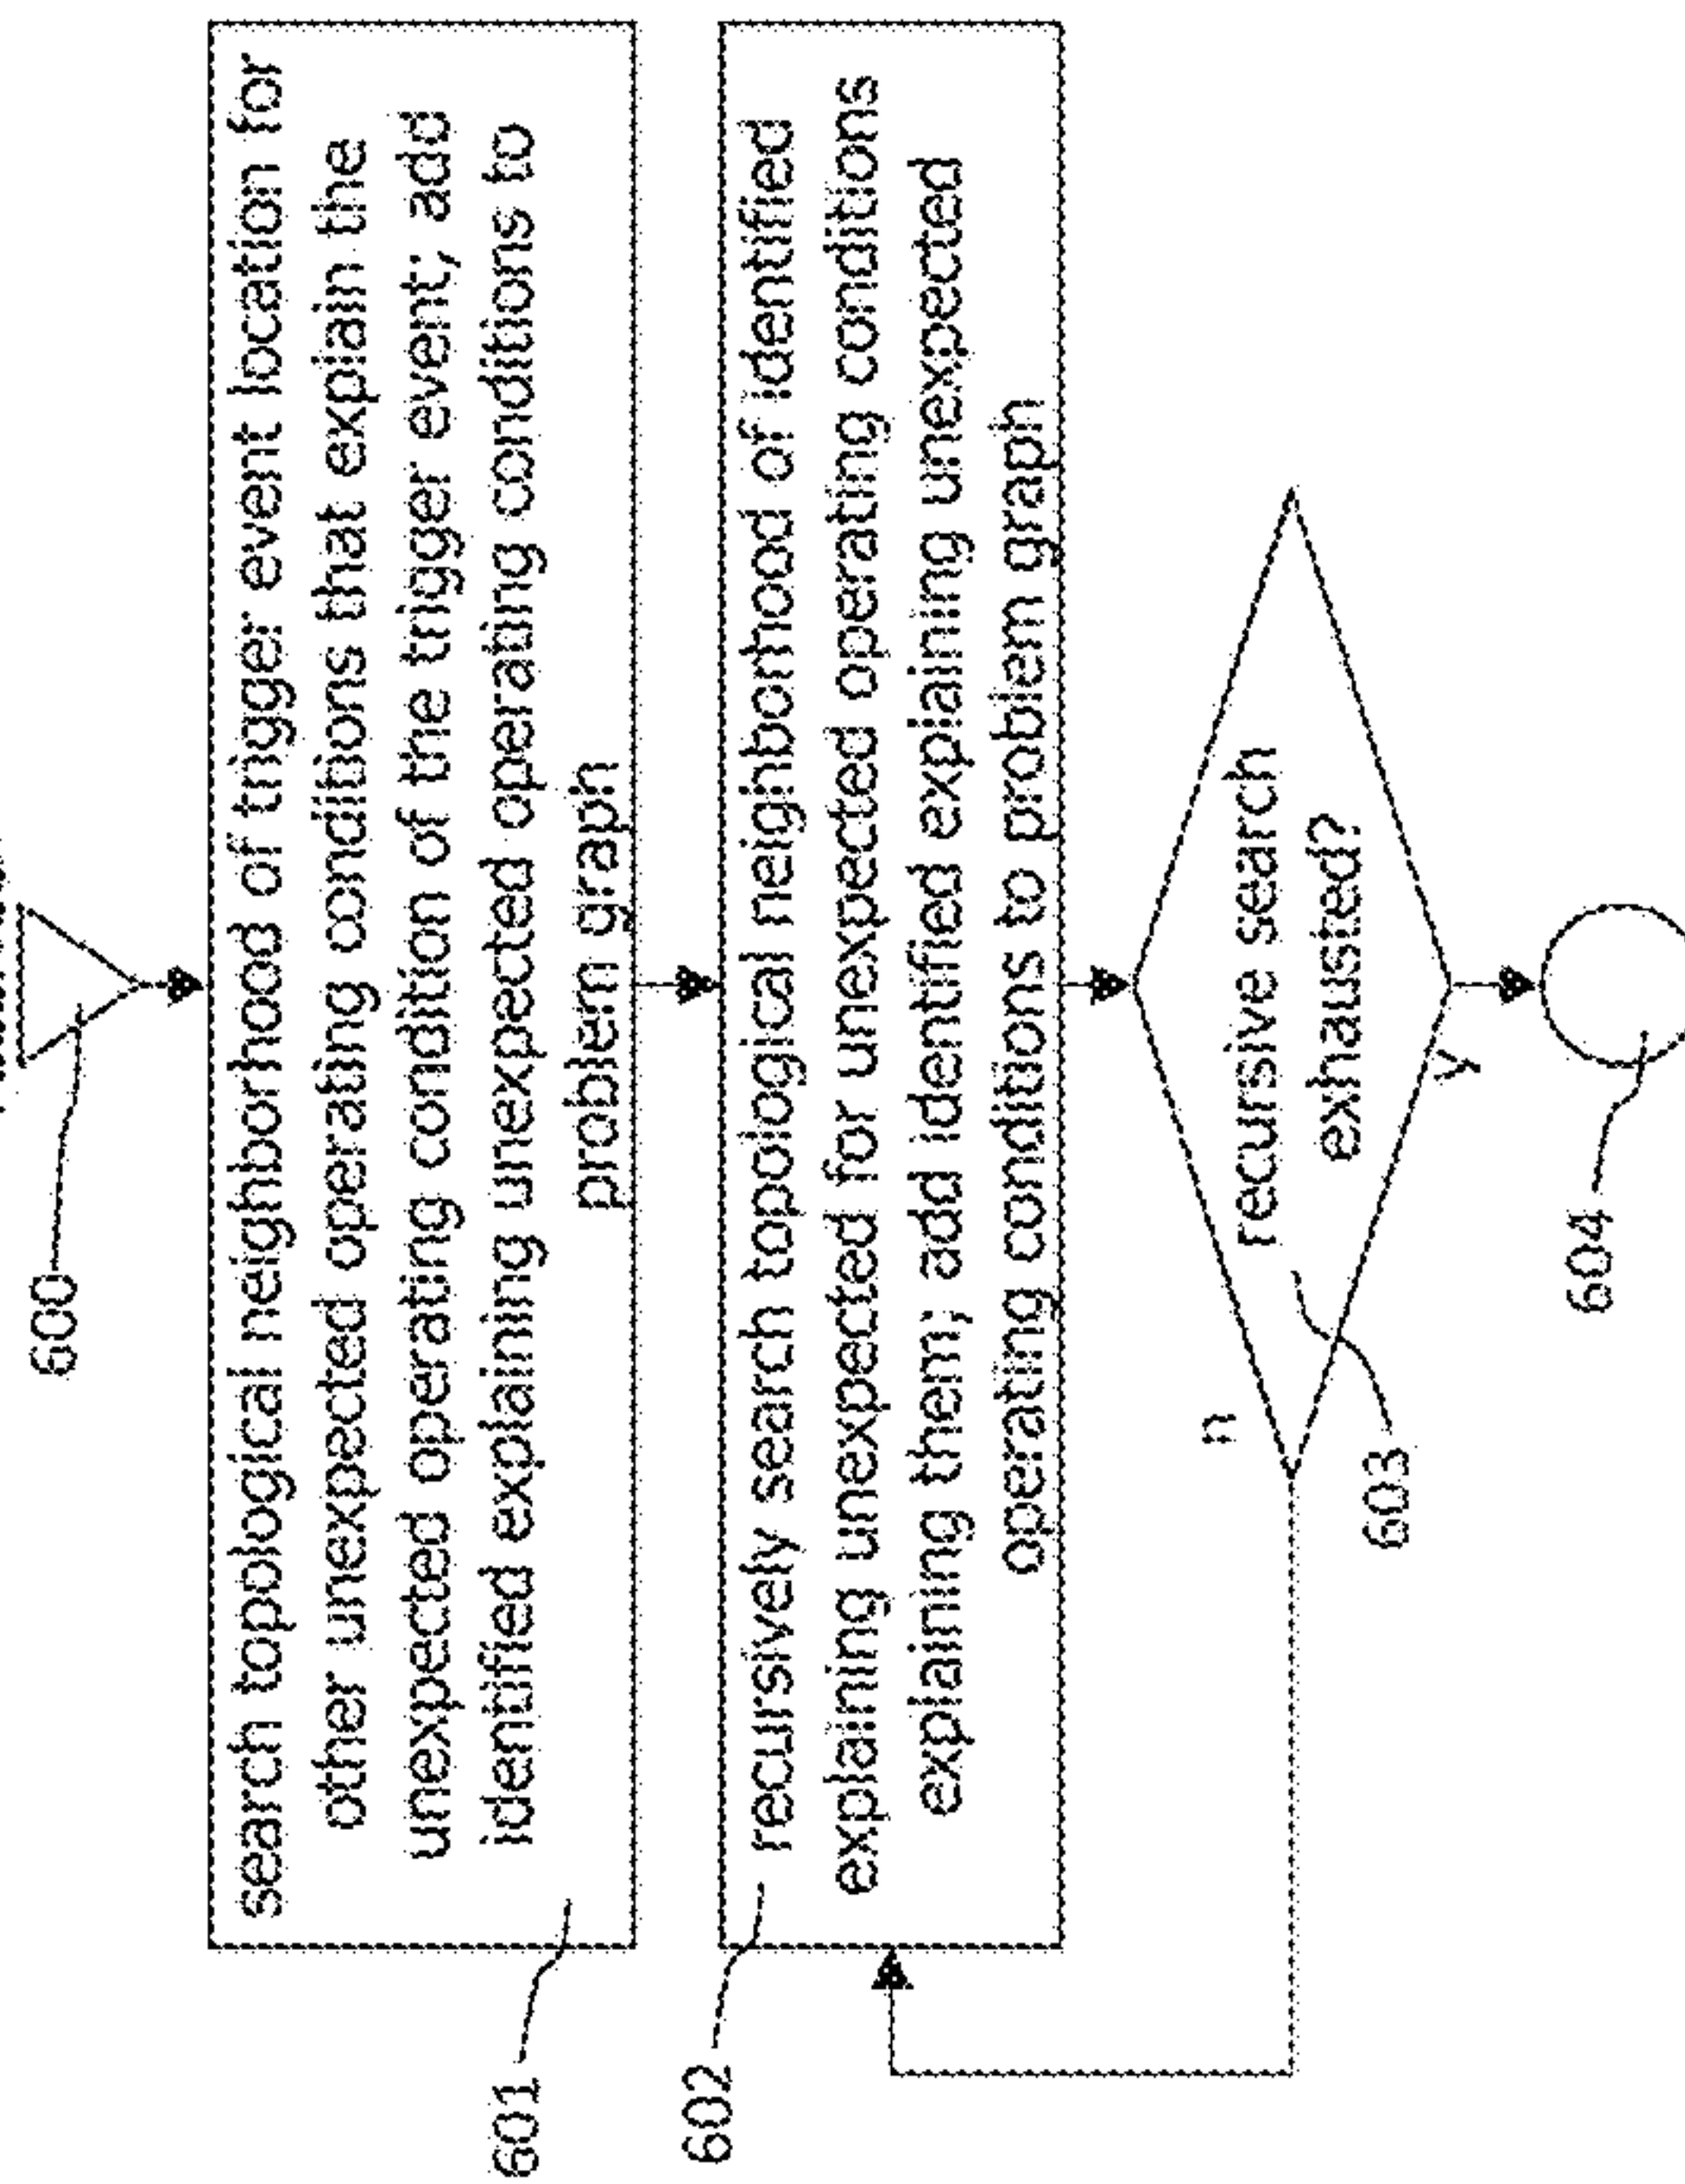 600
search topological neighborhood of trigger event location for
other unexpected operating conditions that explain the
unexpected operating condition of the trigger event; add
identified explaining unexpected operating conditions to
problem graph
601
602
recursively search topological neighborhood of identified
explaining unexpected for unexpected operating conditions
explaining them; add identified explaining unexpected
operating conditions to problem graph
n
recursive search
exhausted?
603
y
604